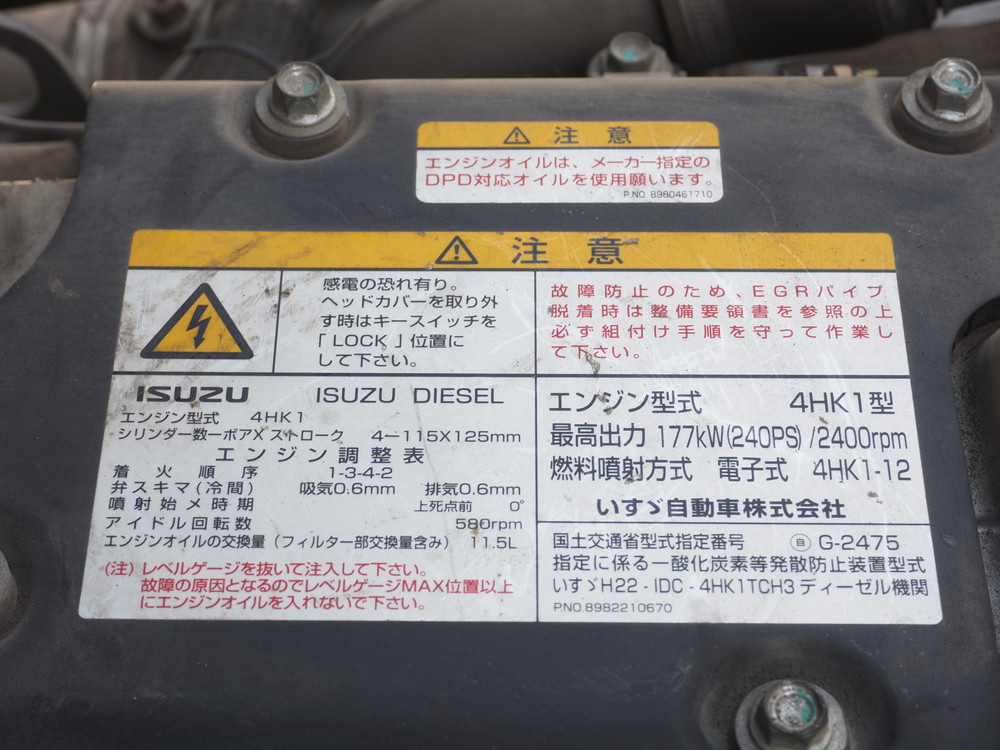 注意
エンジンオイルは、メーカー指定の
DPD対応オイルを使用願います。
P.NO. 8980461710
注意
感電の恐れ有り。
ヘッドカバーを取り外
す時はキースイッチを
「LOCK」位置に
して下さい。
故障防止のため、EGRパイプ
脱着時は整備要領書を参照の上
必ず組付け手順を守って作業し
て下さい。
ISUZU ISUZU DIESEL
エンジン型式 4HK1
シリンダー数ーボアXストローク 4ー115X125mm
エンジン調整表
着火順序 1-3-4-2
弁スキマ(冷間) 吸気0.6mm 排気0.6mm
噴射始メ時期 上死点前 0°
アイドル回転数 580rpm
エンジンオイルの交換量(フィルター部交換量含み) 11.5L
(注)レベルゲージを抜いて注入して下さい。
故障の原因となるのでレベルゲージMAX位置以上
にエンジンオイルを入れないで下さい。
エンジン型式 4HK1型
最高出力 177kW(240PS)/2400rpm
燃料噴射方式 電子式 4HK1-12
いすゞ自動車株式会社
国土交通省型式指定番号 自 G-2475
指定に係る一酸化炭素等発散防止装置型式
いすゞH22-IDC-4HK1TCH3ディーゼル機関
P.NO.8982210670